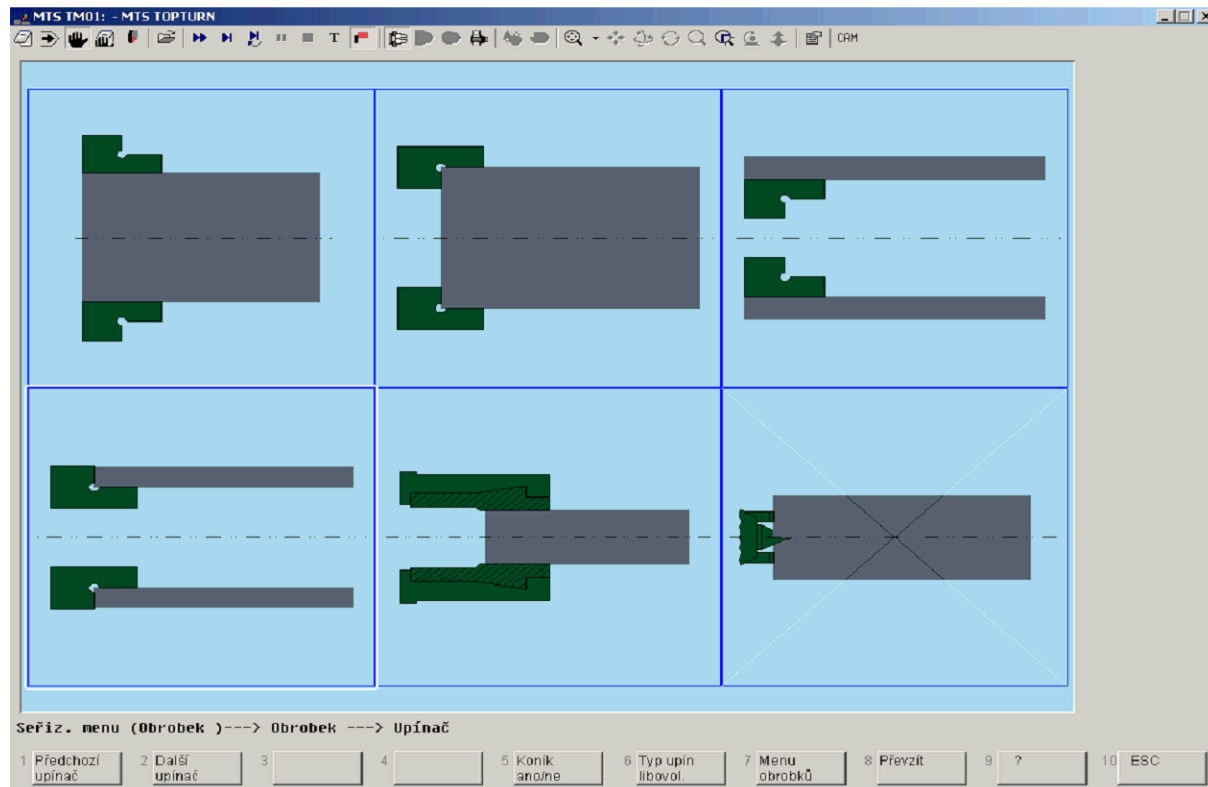 MTS TM01: - MTS TOPTURN
T
CAM
Seřiz. menu (Obrobek )---> Obrobek ---> Upínač
1 Předchozí upínač
2 Další upínač
3
4
5 Koník ano/ne
6 Typ upín libovol.
7 Menu obrobků
8 Převzít
9 ?
10 ESC